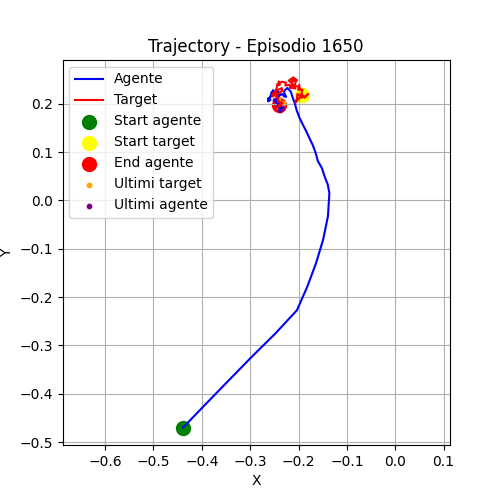 Trajectory - Episodio 1650
Agente
Target
Start agente
Start target
End agente
Ultimi target
Ultimi agente
Y
0.2
0.1
0.0
−0.1
−0.2
−0.3
−0.4
−0.5
−0.6
−0.5
−0.4
−0.3
−0.2
−0.1
0.0
0.1
X